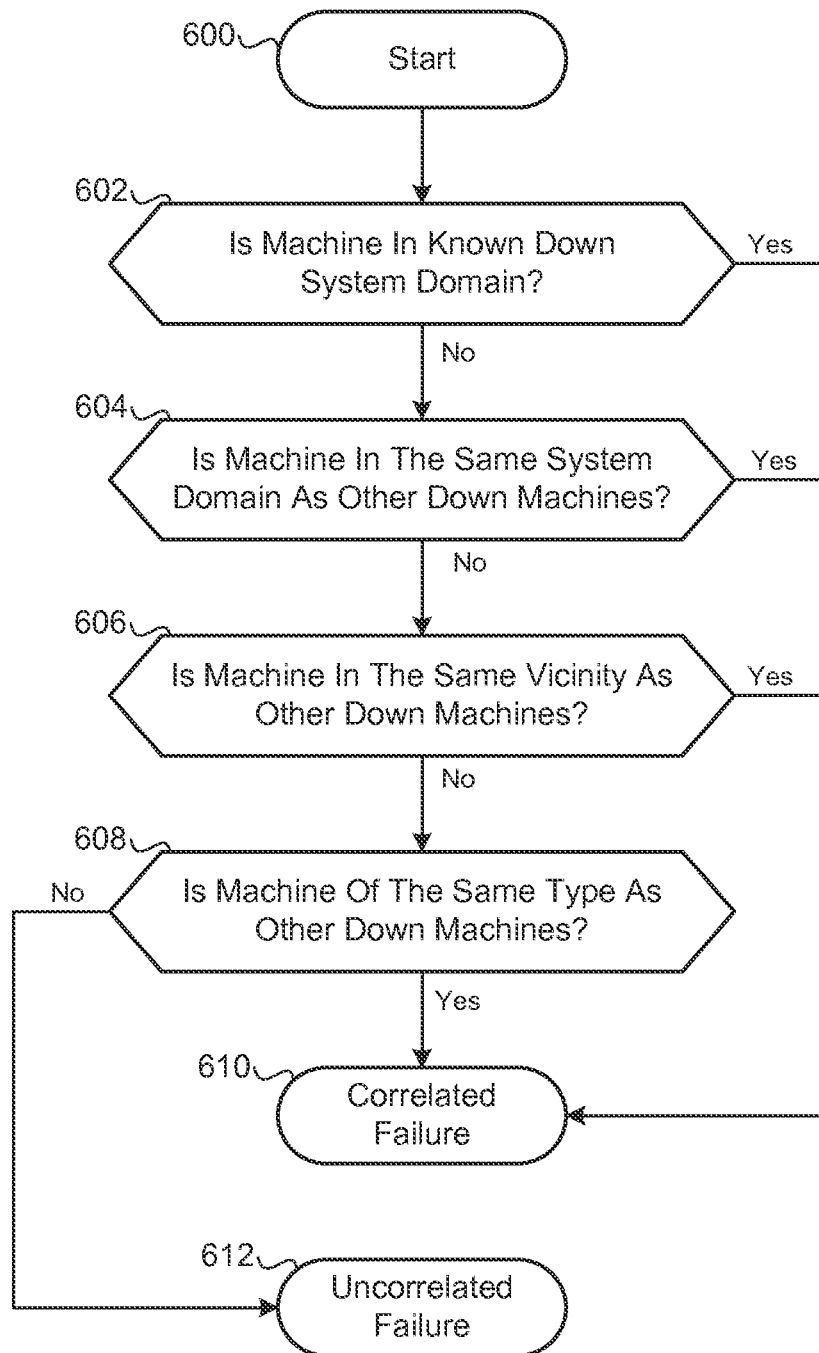 600
Start
602
Is Machine In Known Down
System Domain?
Yes
No
604
Is Machine In The Same System
Domain As Other Down Machines?
Yes
No
606
Is Machine In The Same Vicinity As
Other Down Machines?
Yes
No
608
No
Is Machine Of The Same Type As
Other Down Machines?
Yes
610
Correlated
Failure
612
Uncorrelated
Failure